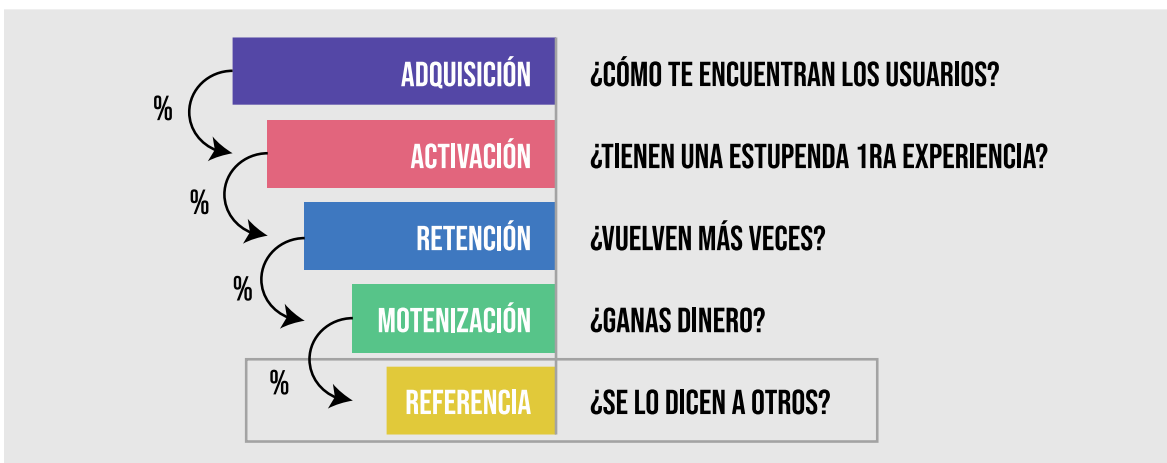 ADQUISICIÓN ¿CÓMO TE ENCUENTRAN LOS USUARIOS?
%
ACTIVACIÓN ¿TIENEN UNA ESTUPENDA 1RA EXPERIENCIA?
%
RETENCIÓN ¿VUELVEN MÁS VECES?
%
MOTENIZACIÓN ¿GANAS DINERO?
%
REFERENCIA ¿SE LO DICEN A OTROS?